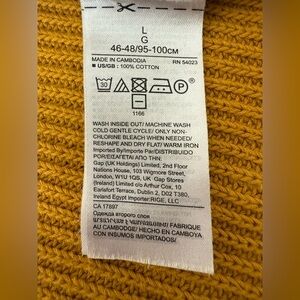 L
G
46-48/95-100CM
MADE IN CAMBODIA RN 54023
■ US/GB : 100% COTTON
30 P
1166
WASH INSIDE OUT/ MACHINE WASH
COLD GENTLE CYCLE/ ONLY NON-
CHLORINE BLEACH WHEN NEEDED/
RESHAPE AND DRY FLAT/ WARM IRON
Imported By/Importé Par/DISTRIBUIDO
POR/ΕΙΣΑΓΕΤΑΙ ΑΠΟ ΤΗΝ:
Gap (UK Holdings) Limited, 2nd Floor
Nations House, 103 Wigmore Street,
London, W1U 1QS, UK Gap Stores
(Ireland) Limited c/o Arthur Cox, 10
Earlsfort Terrace, Dublin 2, D02 T380,
Ireland Egypt Importer:RIGE, LLC
CA 17897
Одежда второго слоя FABRIQUE
AU CAMBODGE/ HECHO EN CAMBOYA
CON INSUMOS IMPORTADOS/